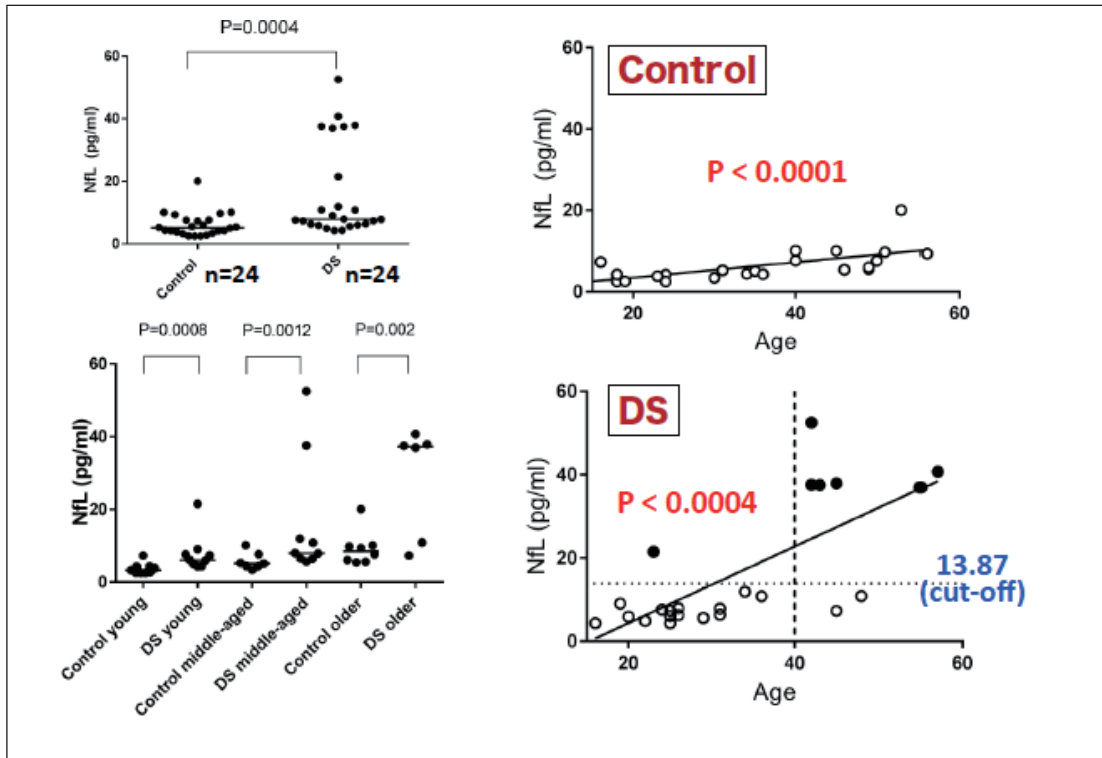 P=0.0004
60
40
20
0
NfL (pg/ml)
Control
n=24
DS
n=24
Control
60
40
20
0
NfL (pg/ml)
P < 0.0001
20
40
60
Age
P=0.0008
P=0.0012
P=0.002
60
40
20
0
NfL (pg/ml)
Control young
DS young
Control middle-aged
DS middle-aged
Control older
DS older
DS
60
40
20
0
NfL (pg/ml)
P < 0.0004
13.87
(cut-off)
20
40
60
Age